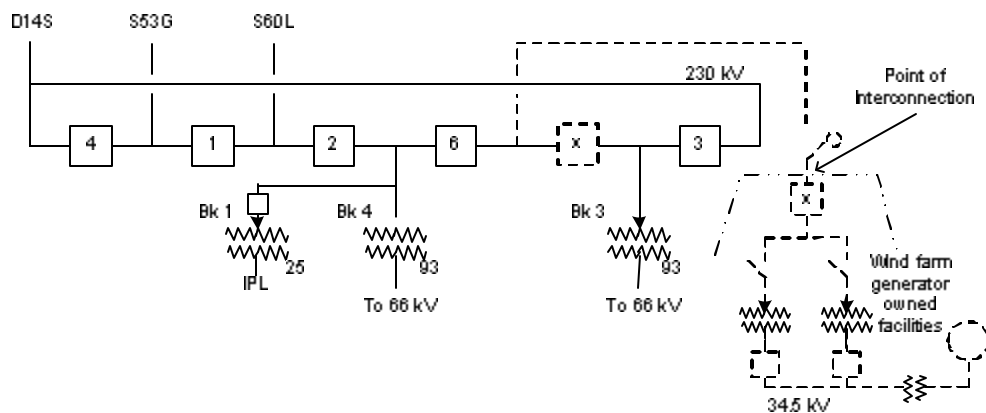 D14S
S53G
S60L
230 kV
Point of
Interconnection
4
1
2
6
x
3
x
Bk 1
Bk 4
Bk 3
25
93
93
IPL
To 66 kV
To 66 kV
Wind farm
generator
owned
facilities
34.5 kV